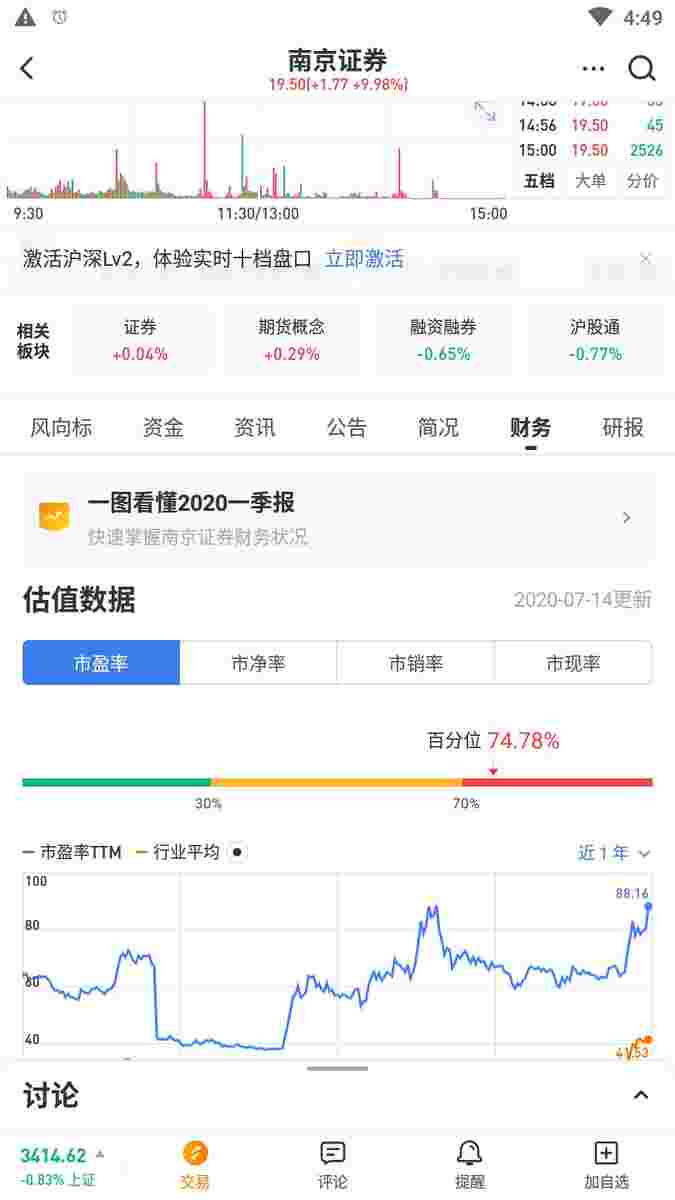 4:49
南京证券
19.50(+1.77 +9.98%)
14:56 19.50 45
15:00 19.50 2526
五档 大单 分价
9:30 11:30/13:00 15:00
激活沪深Lv2，体验实时十档盘口 立即激活
相关板块
证券 +0.04%
期货概念 +0.29%
融资融券 -0.65%
沪股通 -0.77%
风向标 资金 资讯 公告 简况 财务 研报
一图看懂2020一季报
快速掌握南京证券财务状况
估值数据 2020-07-14更新
市盈率 市净率 市销率 市现率
百分位 74.78%
30% 70%
市盈率TTM 行业平均 近1年
100
88.16
80
60
40
41.53
讨论
3414.62
-0.83% 上证
交易 评论 提醒 加自选